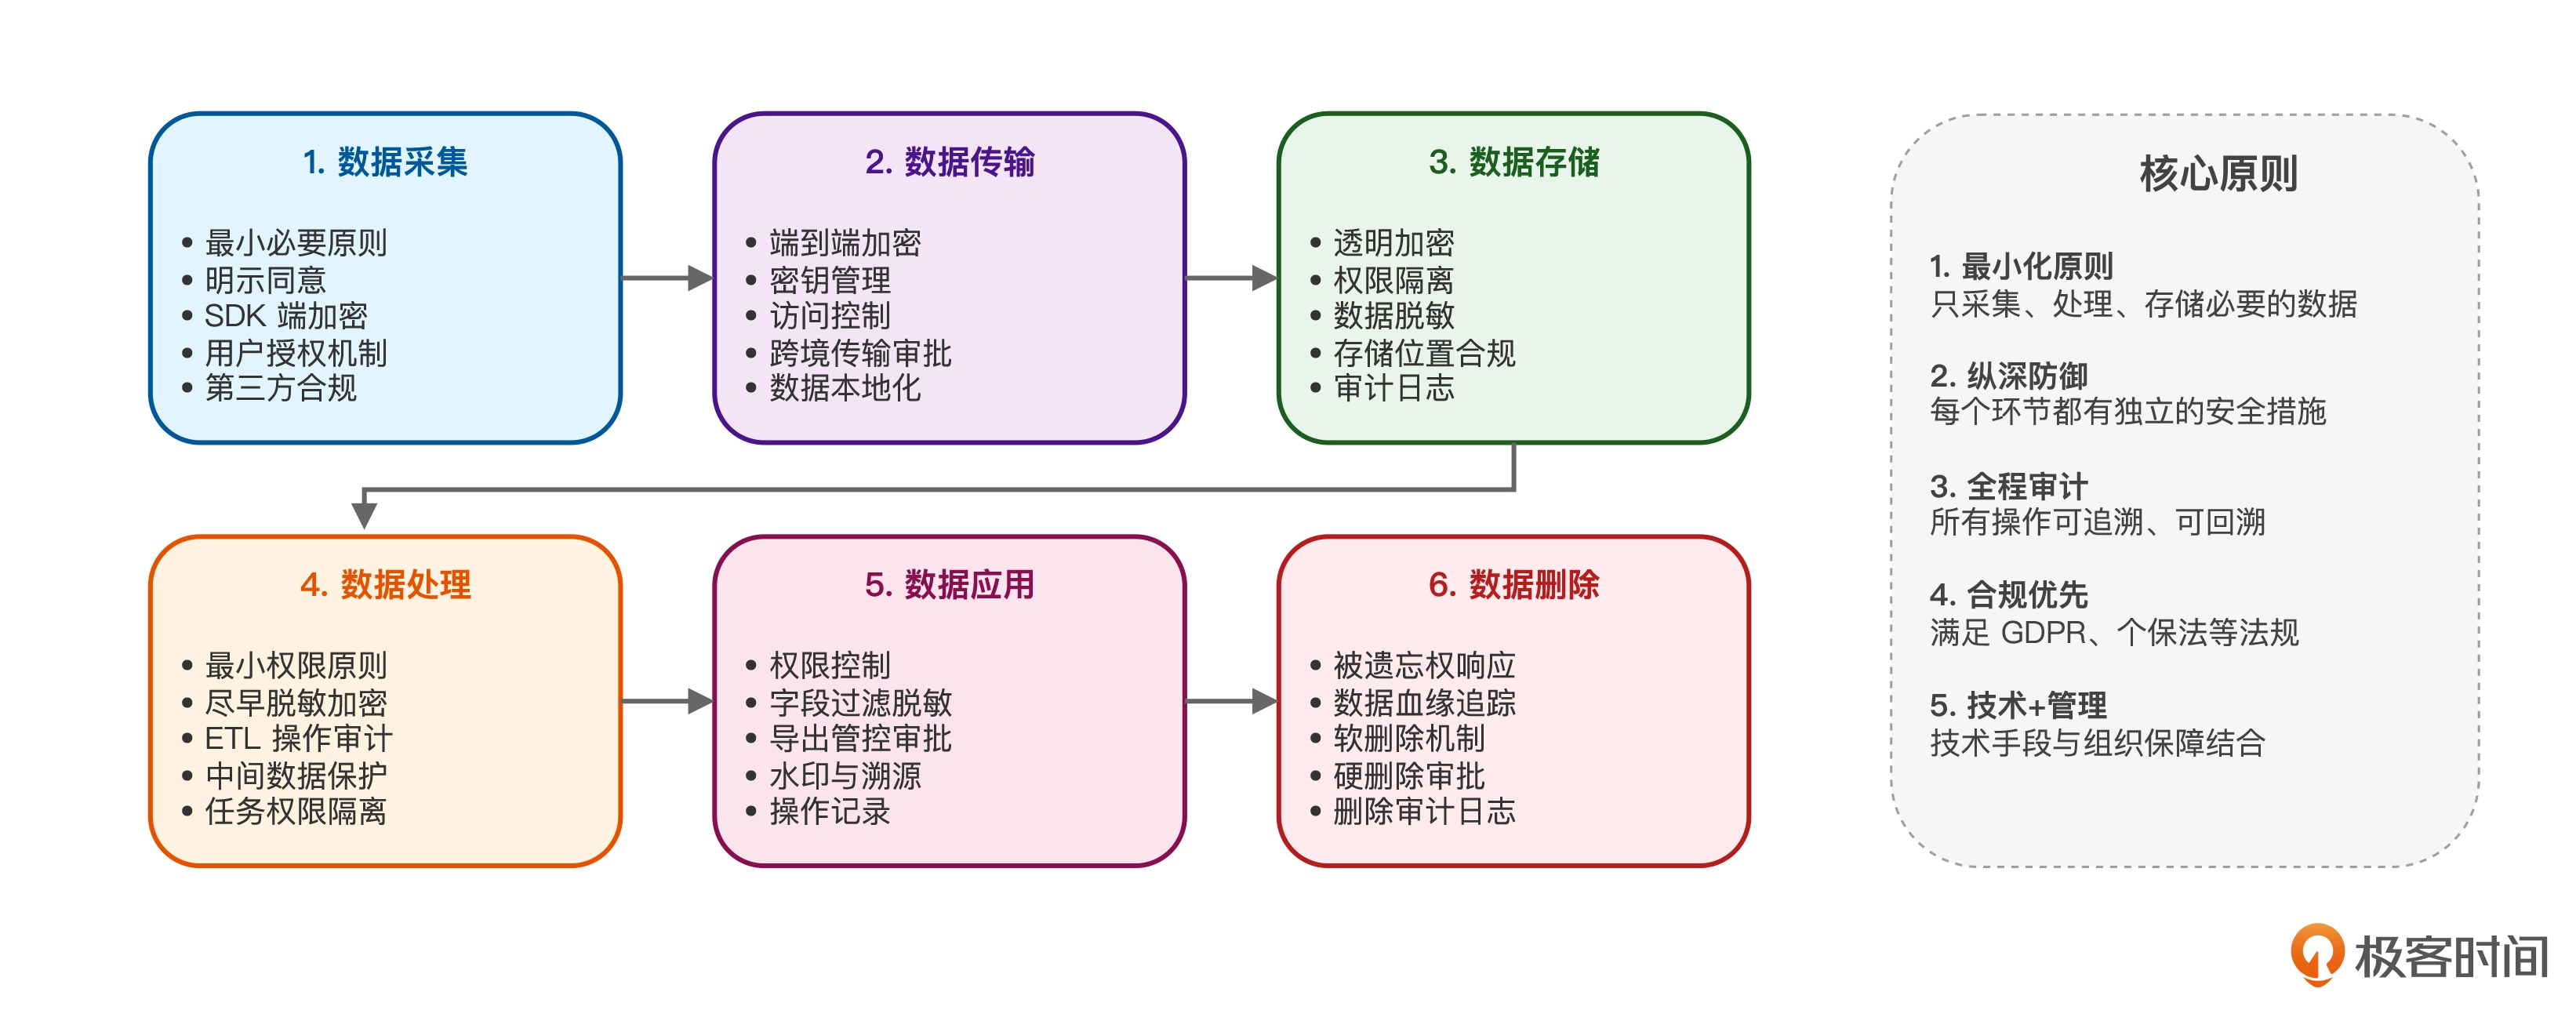 1. 数据采集
• 最小必要原则
• 明示同意
• SDK 端加密
• 用户授权机制
• 第三方合规
2. 数据传输
• 端到端加密
• 密钥管理
• 访问控制
• 跨境传输审批
• 数据本地化
3. 数据存储
• 透明加密
• 权限隔离
• 数据脱敏
• 存储位置合规
• 审计日志
4. 数据处理
• 最小权限原则
• 尽早脱敏加密
• ETL 操作审计
• 中间数据保护
• 任务权限隔离
5. 数据应用
• 权限控制
• 字段过滤脱敏
• 导出管控审批
• 水印与溯源
• 操作记录
6. 数据删除
• 被遗忘权响应
• 数据血缘追踪
• 软删除机制
• 硬删除审批
• 删除审计日志
核心原则
1. 最小化原则
只采集、处理、存储必要的数据
2. 纵深防御
每个环节都有独立的安全措施
3. 全程审计
所有操作可追溯、可回溯
4. 合规优先
满足 GDPR、个保法等法规
5. 技术+管理
技术手段与组织保障结合
极客时间